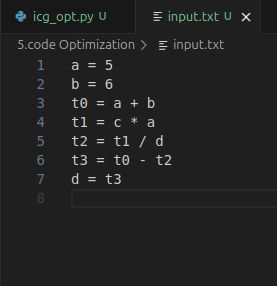 icg_opt.py U input.txt U ×
5.code Optimization > input.txt
1 a = 5
2 b = 6
3 t0 = a + b
4 t1 = c * a
5 t2 = t1 / d
6 t3 = t0 - t2
7 d = t3
8